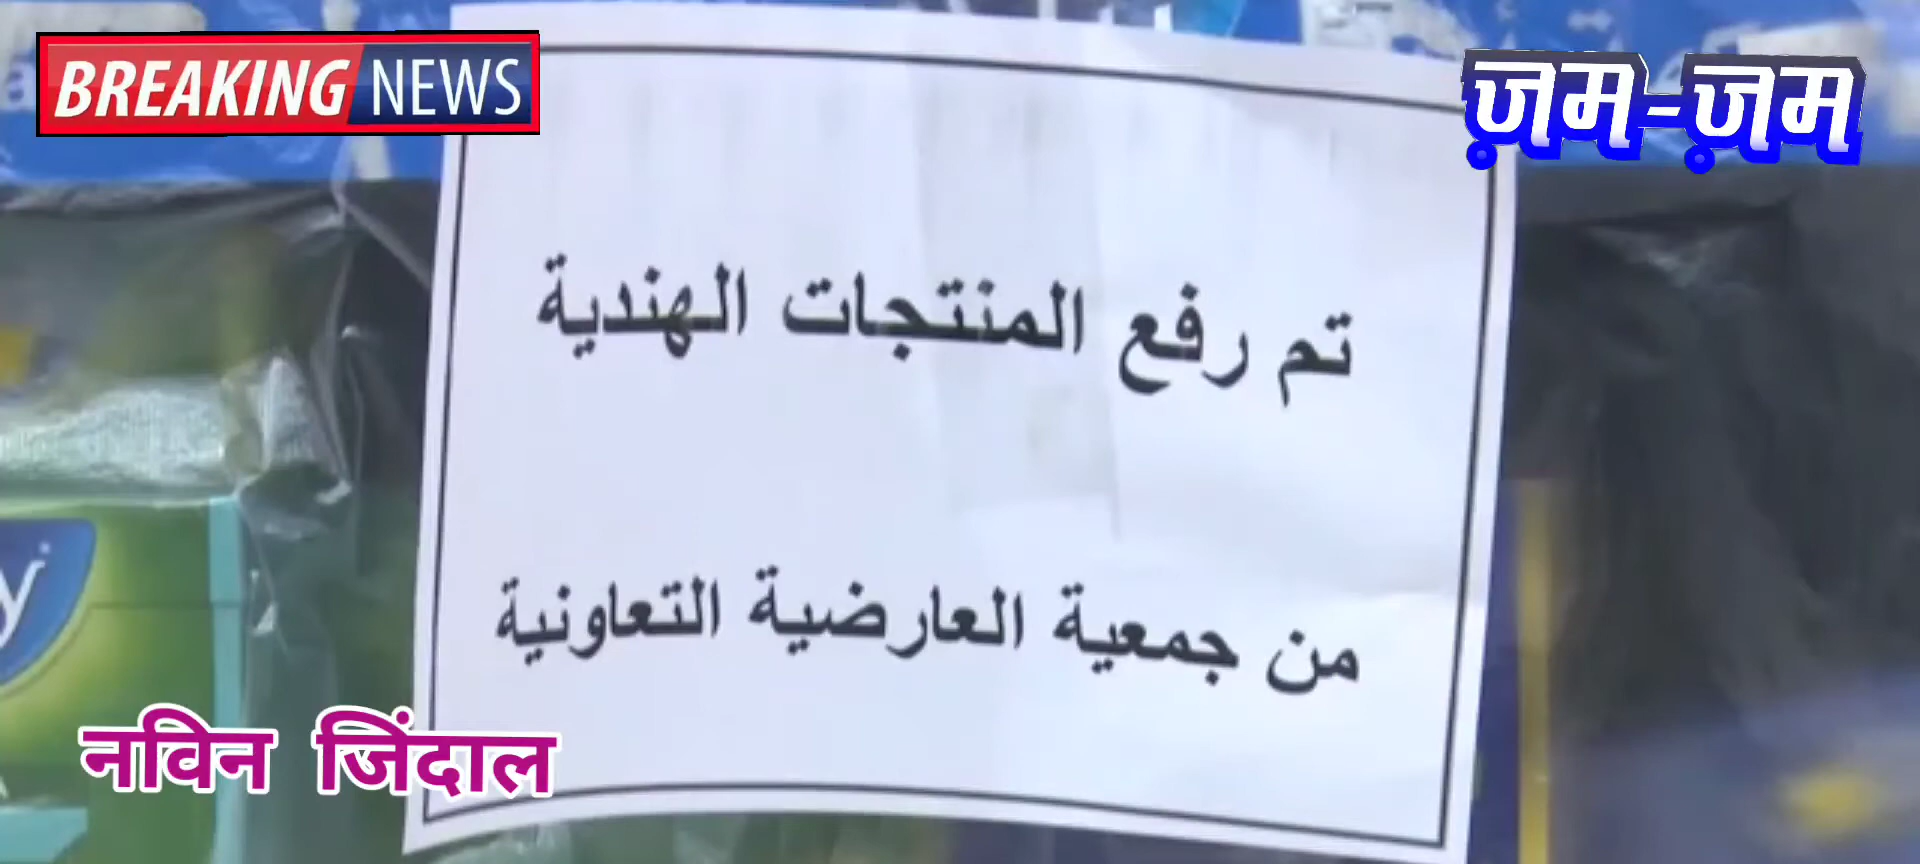 BREAKING NEWS
ज़म-ज़म
تم رفع المنتجات الهندية
من جمعية العارضية التعاونية
नविन जिंदाल